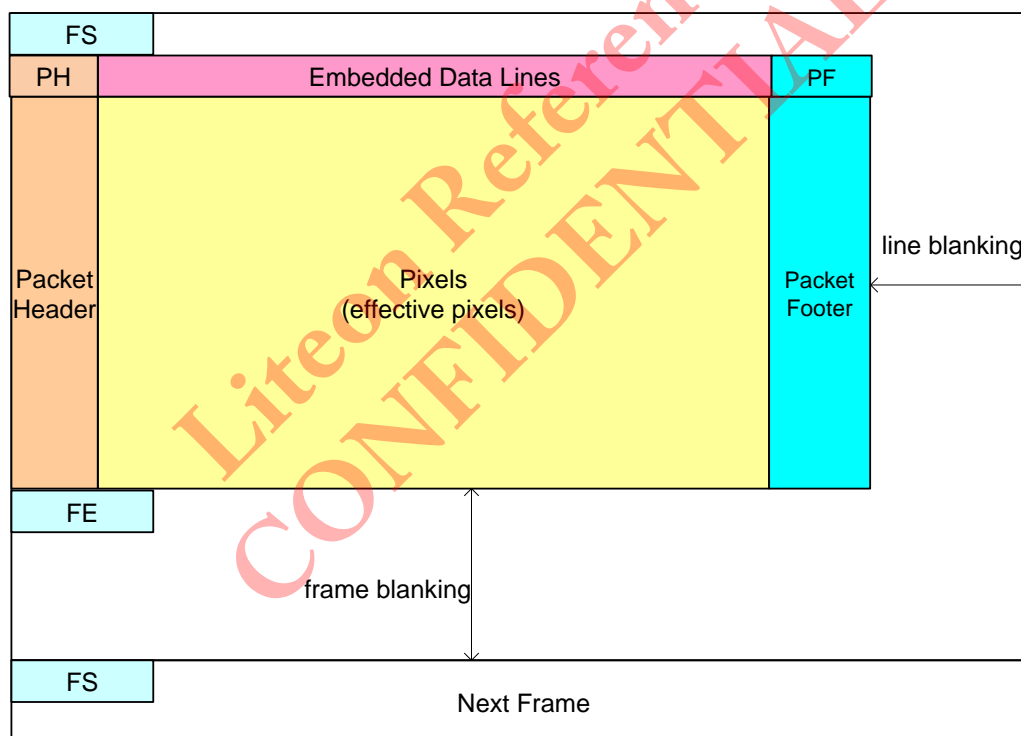 FS
PH
Embedded Data Lines
PF
line blanking
Packet
Header
Pixels
(effective pixels)
Packet
Footer
FE
frame blanking
FS
Next Frame
Liteon
CONFIDENTIAL